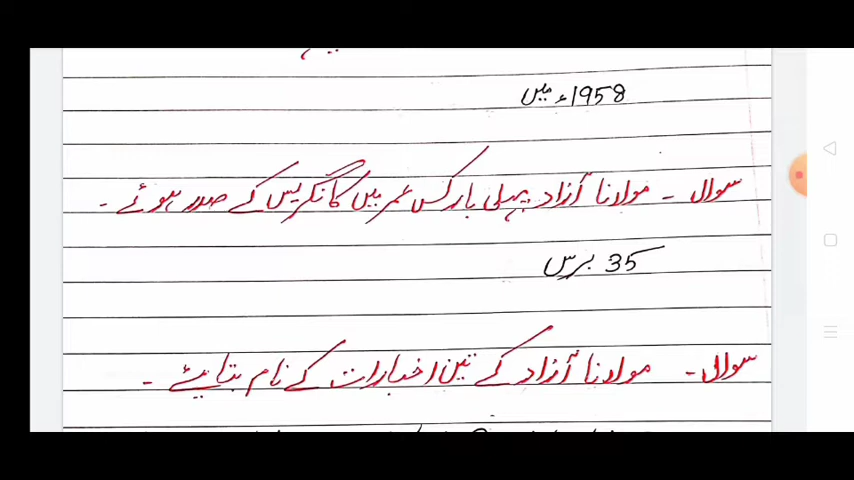 1958ء میں
سوال ۔ مولانا آزاد پہلی بار کس عمر میں کانگریس کے صدر ہوئے ۔
35 برس
سوال ۔ مولانا آزاد کے تین اخبارات کے نام بتایئے ۔